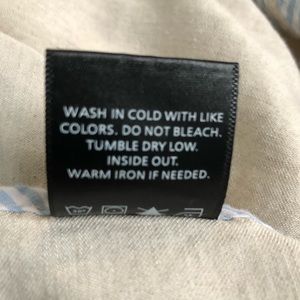 WASH IN COLD WITH LIKE
COLORS. DO NOT BLEACH.
TUMBLE DRY LOW.
INSIDE OUT.
WARM IRON IF NEEDED.